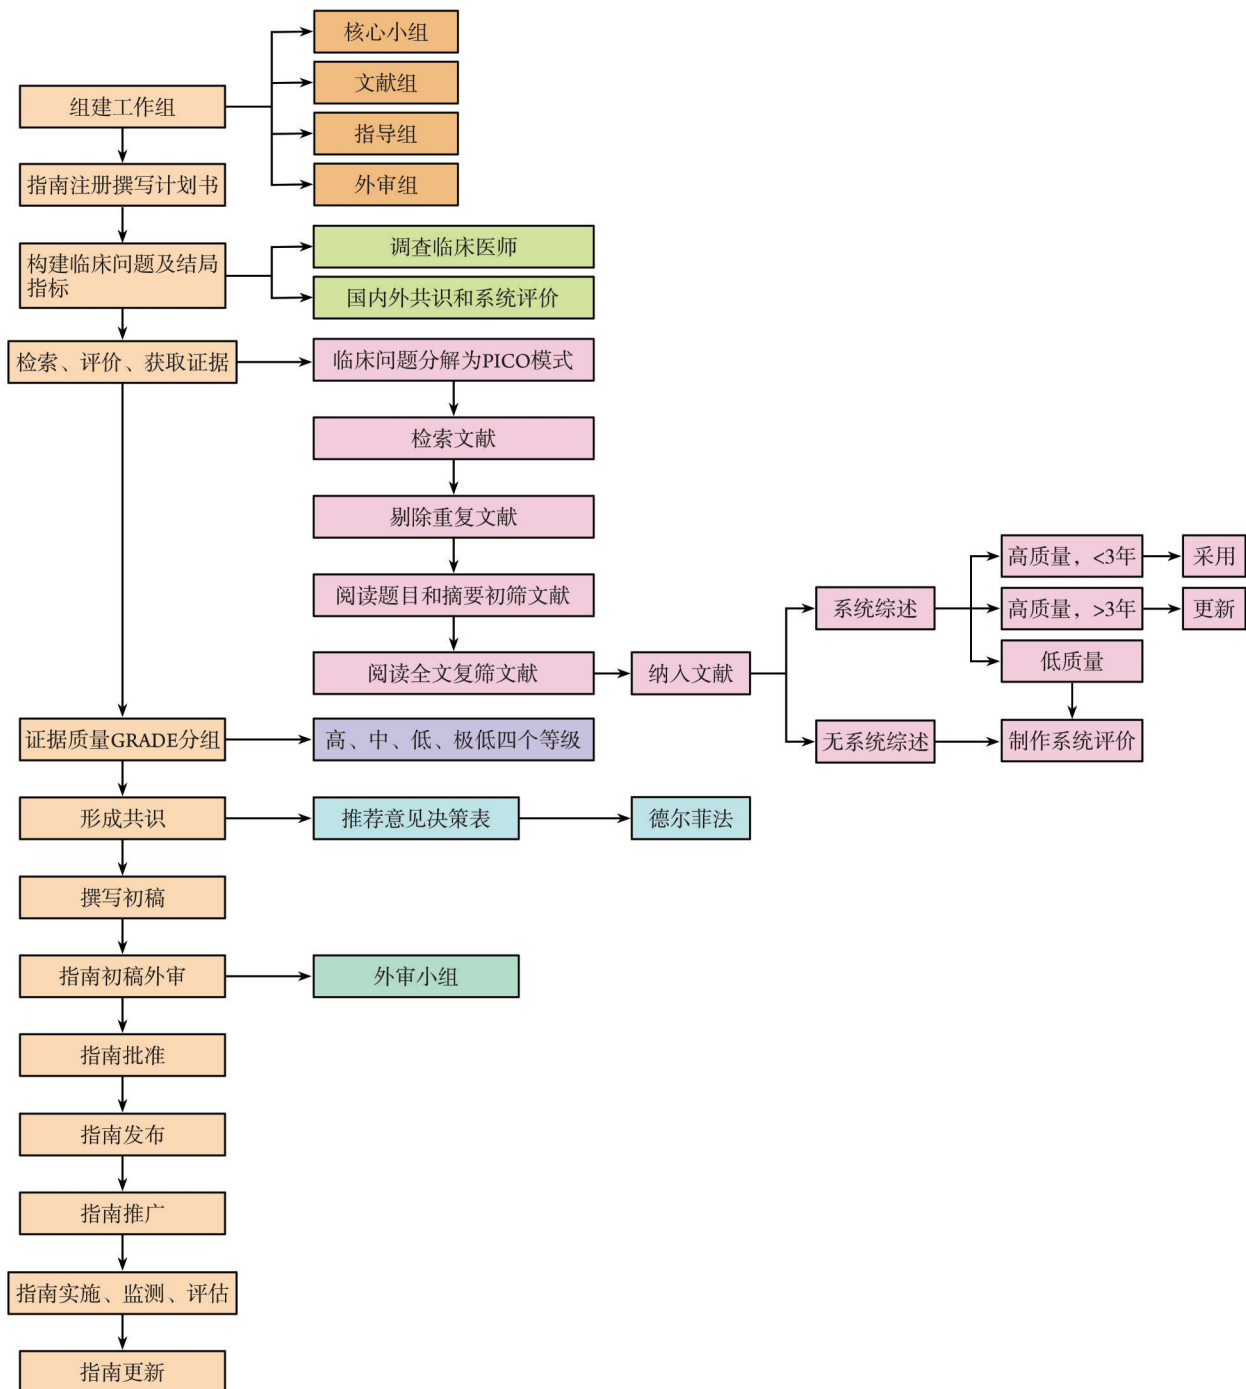 核心小组
文献组
组建工作组
指导组
外审组
指南注册撰写计划书
调查临床医师
构建临床问题及结局
指标
国内外共识和系统评价
检索、评价、获取证据
临床问题分解为PICO模式
检索文献
剔除重复文献
高质量，<3年
采用
阅读题目和摘要初筛文献
系统综述
高质量，>3年
更新
阅读全文复筛文献
纳入文献
低质量
证据质量GRADE分组
高、中、低、极低四个等级
无系统综述
制作系统评价
形成共识
推荐意见决策表
德尔菲法
撰写初稿
指南初稿外审
外审小组
指南批准
指南发布
指南推广
指南实施、监测、评估
指南更新